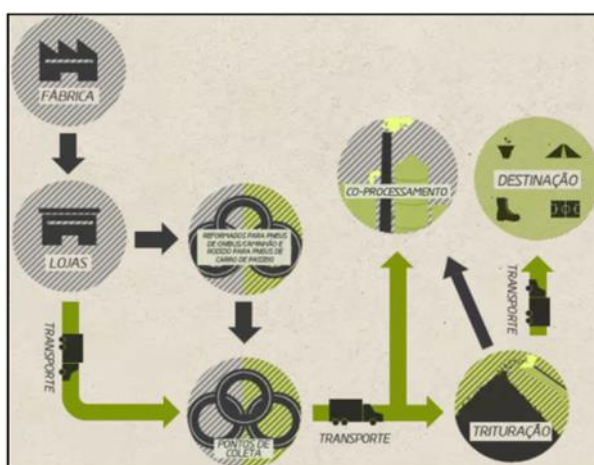 FÁBRICA
LOJAS
REFORMADOS PARA PNEUS
DE ÔNIBUS/CAMINHÃO E
RODÍZIO PARA PNEUS DE
CARRO DE PASSEIO
CO-PROCESSAMENTO
DESTINAÇÃO
TRANSPORTE
TRANSPORTE
PONTOS DE
COLETA
TRANSPORTE
TRITURAÇÃO